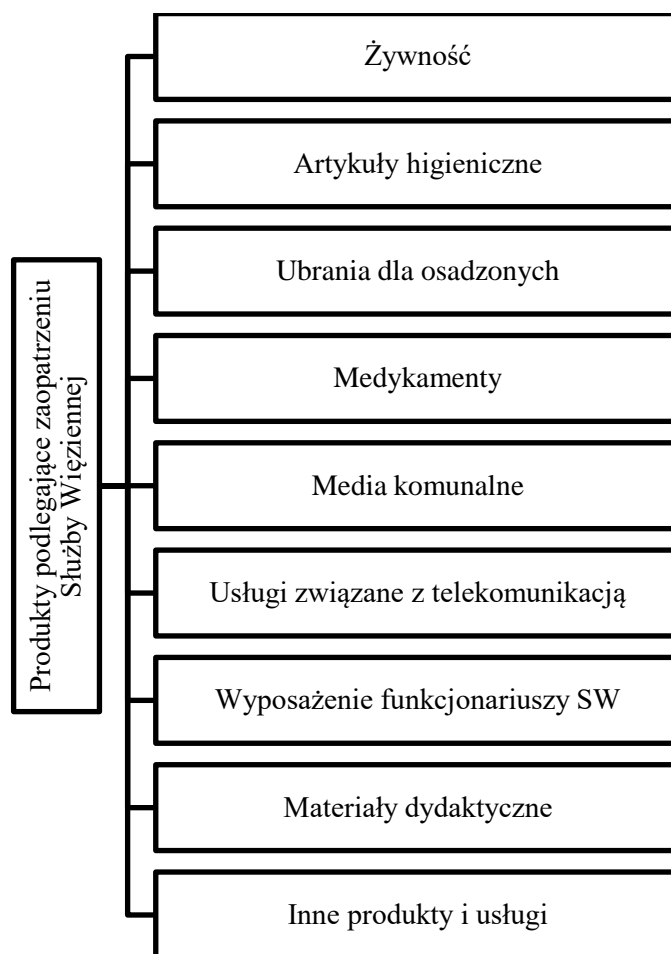 Produkty podlegające zaopatrzeniu
Służby Więziennej
Żywność
Artykuły higieniczne
Ubrania dla osadzonych
Medykamenty
Media komunalne
Usługi związane z telekomunikacją
Wyposażenie funkcjonariuszy SW
Materiały dydaktyczne
Inne produkty i usługi